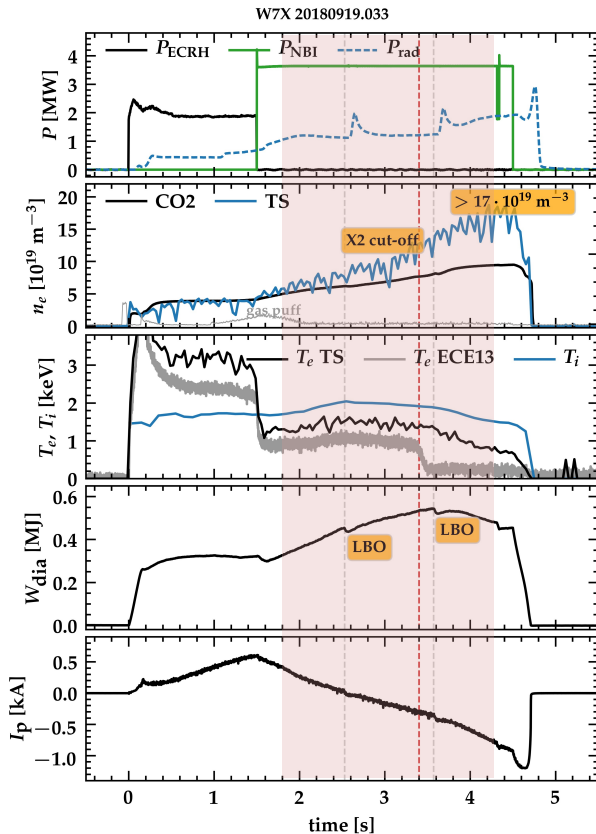 W7X 20180919.033
P_ECRH P_NBI P_rad
P [MW]
4
3
2
1
0
CO2 TS
> 17 · 10^19 m^−3
X2 cut-off
gas puff
n_e [10^19 m^−3]
20
15
10
5
0
T_e TS T_e ECE13 T_i
T_e, T_i [keV]
3
2
1
0
W_dia [MJ]
0.6
0.4
0.2
0.0
LBO
LBO
I_p [kA]
0.5
0.0
−0.5
−1.0
0 1 2 3 4 5
time [s]